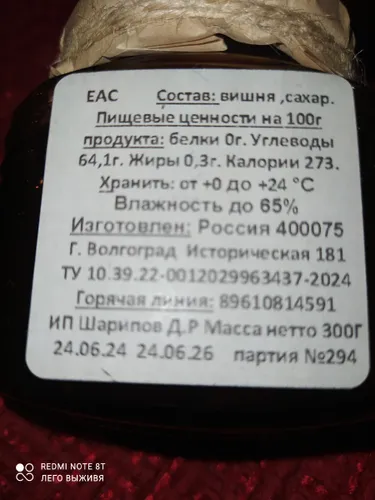 ЕАС Состав: вишня ,сахар.
Пищевые ценности на 100г
продукта: белки 0г. Углеводы
64,1г. Жиры 0,3г. Калории 273.
Хранить: от +0 до +24 °С
Влажность до 65%
Изготовлен: Россия 400075
Г. Волгоград Историческая 181
ТУ 10.39.22-0012029963437-2024
Горячая линия: 89610814591
ИП Шарипов Д.Р Масса нетто 300Г
24.06.24 24.06.26 партия №294
REDMI NOTE 8T
ЛЕГО ВЫЖИВЯ